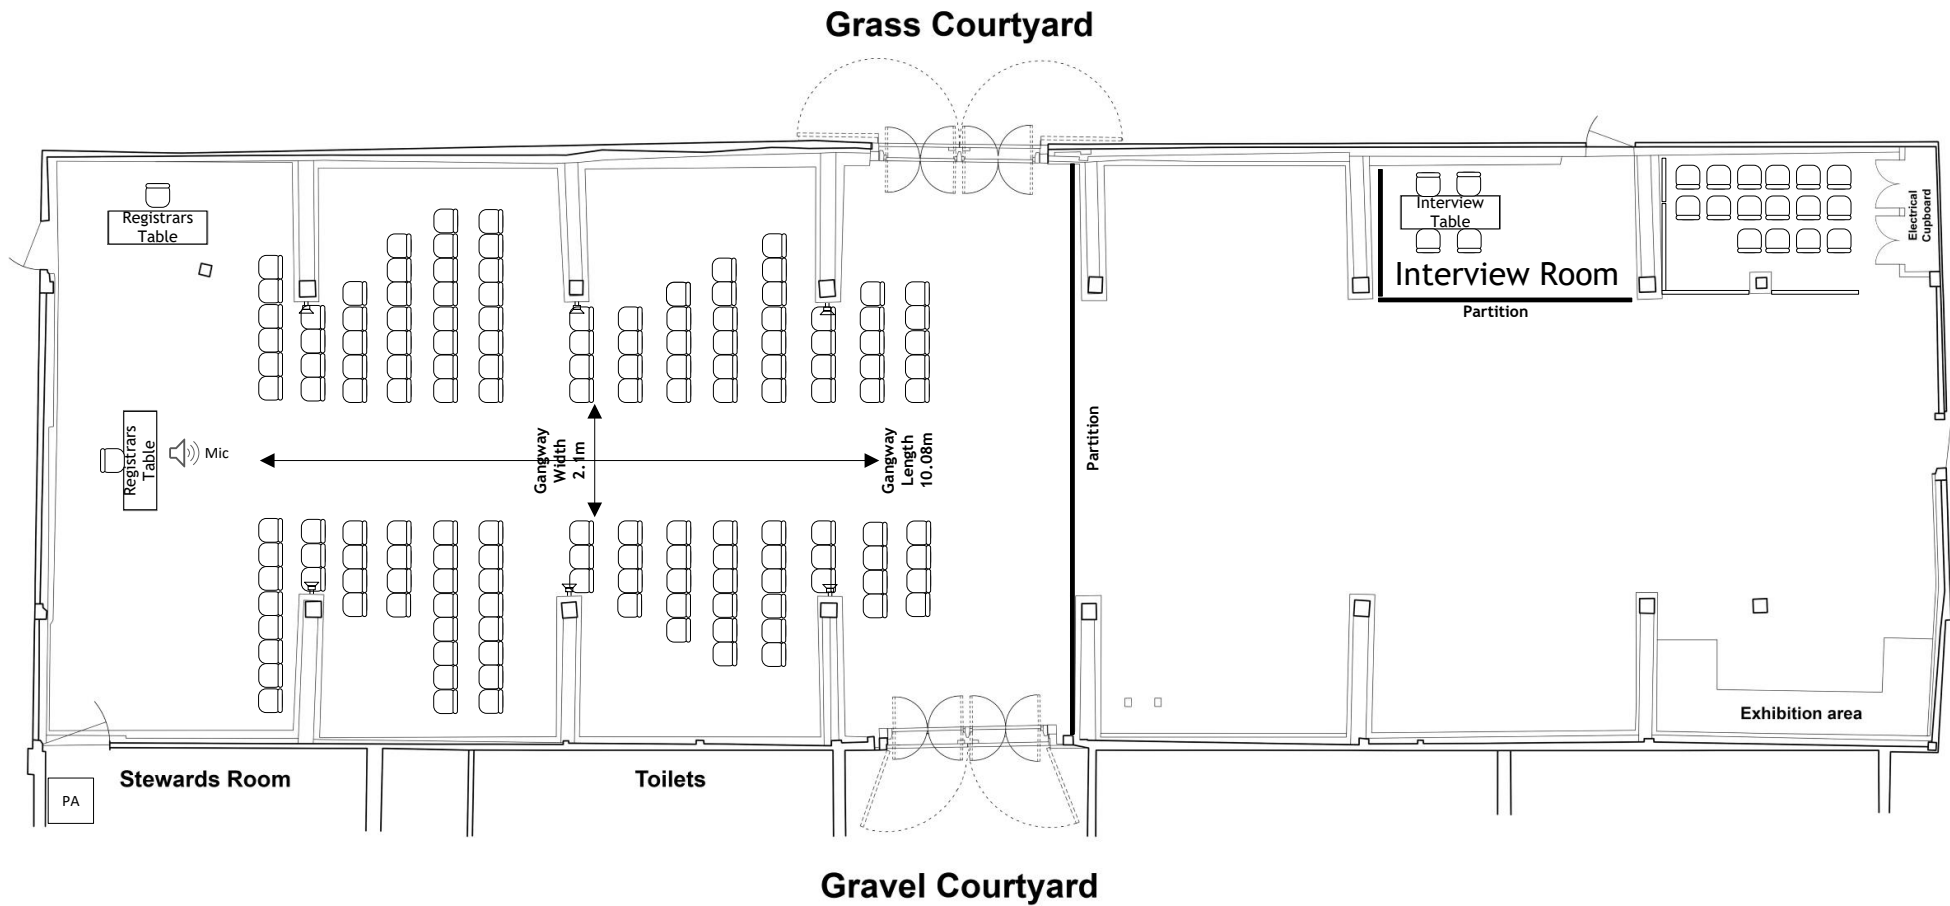 Grass Courtyard
Registrars
Table
Interview
Table
Electrical
Cupboard
Interview Room
Partition
Registrars
Table
Mic
Gangway
Width
2.1m
Gangway
Length
10.08m
Partition
Exhibition area
Stewards Room
Toilets
PA
Gravel Courtyard